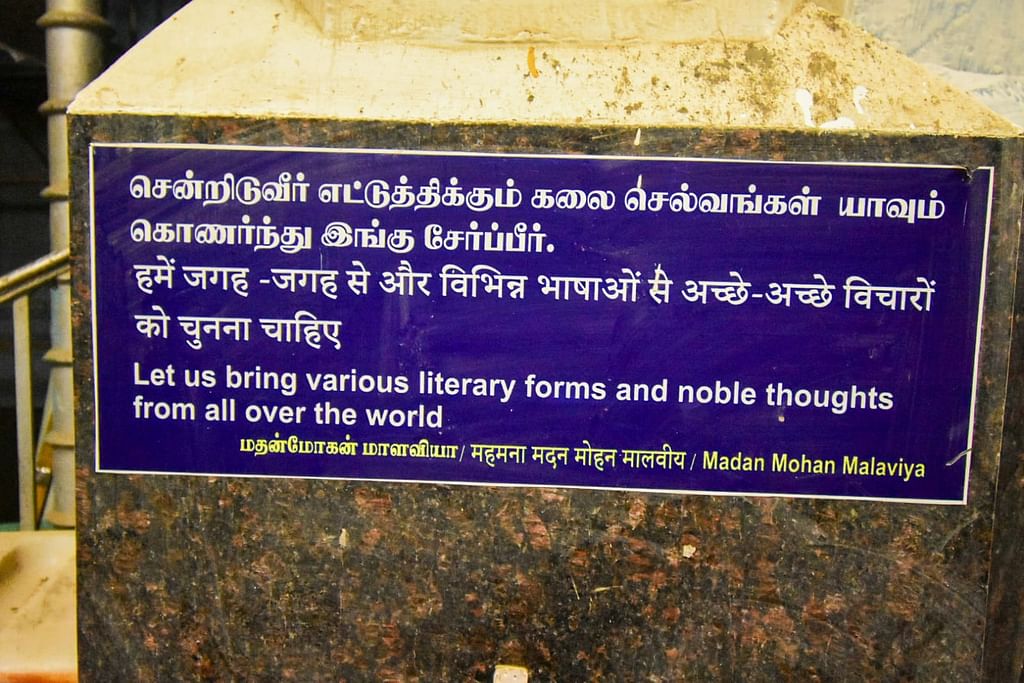 சென்றிடுவீர் எட்டுத்திக்கும் கலை செல்வங்கள் யாவும்
கொணர்ந்து இங்கு சேர்ப்பீர்.
हमें जगह -जगह से और विभिन्न भाषाओं से अच्छे-अच्छे विचारों
को चुनना चाहिए
Let us bring various literary forms and noble thoughts
from all over the world
மதன்மோகன் மாளவியா/ महमना मदन मोहन मालवीय / Madan Mohan Malaviya